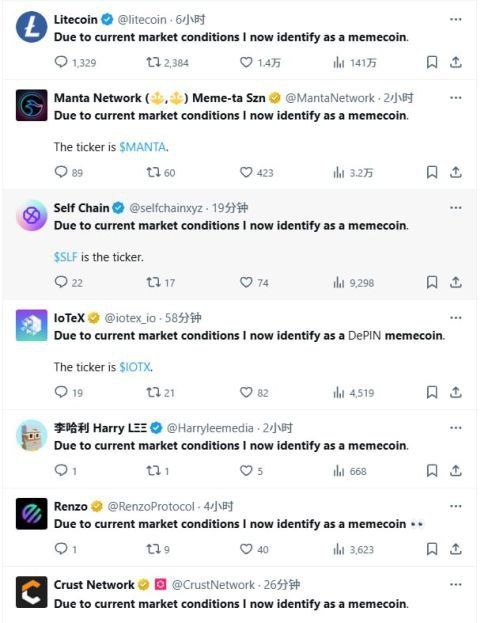 Litecoin @litecoin · 6小时
Due to current market conditions I now identify as a memecoin.
1,329 2,384 1.4万 141万
Manta Network (🫶,🫶) Meme-ta Szn @MantaNetwork · 2小时
Due to current market conditions I now identify as a memecoin.
The ticker is $MANTA.
89 60 423 3.2万
Self Chain @selfchainxyz · 19分钟
Due to current market conditions I now identify as a memecoin.
$SLF is the ticker.
22 17 74 9,298
IoTeX @iotex_io · 58分钟
Due to current market conditions I now identify as a DePIN memecoin.
The ticker is $IOTX.
19 21 82 4,519
李哈利 Harry LΞΞ @Harryleemedia · 2小时
Due to current market conditions I now identify as a memecoin.
1 1 5 668
Renzo @RenzoProtocol · 4小时
Due to current market conditions I now identify as a memecoin 👀
1 9 40 3,623
Crust Network @CrustNetwork · 26分钟
Due to current market conditions I now identify as a memecoin.